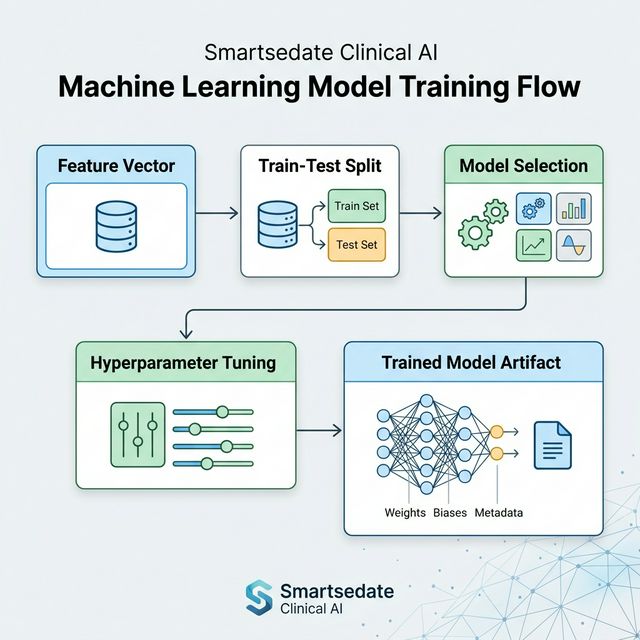 Smartsedate Clinical AI
Machine Learning Model Training Flow
Feature Vector
Train-Test Split
Train Set
Test Set
Model Selection
Hyperparameter Tuning
Trained Model Artifact
Weights Biases Metadata
Smartsedate
Clinical AI